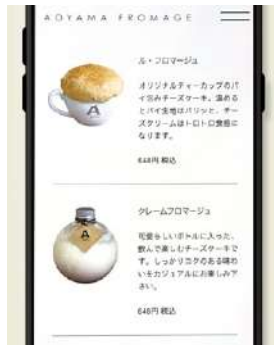 AOYAMA FROMAGE
ル・フロマージュ
オリジナルティーカップのパ
イ包みチーズケーキ。温める
とパイ生地はパリッと、チー
ズクリームはトロトロ食感に
なります。
648円 税込
A
クレームフロマージュ
可愛らしいボトルに入った、
飲んで楽しむチーズケーキで
す。しっかりコクのある味わ
いをカジュアルにお楽しみ下
さい。
648円 税込
A